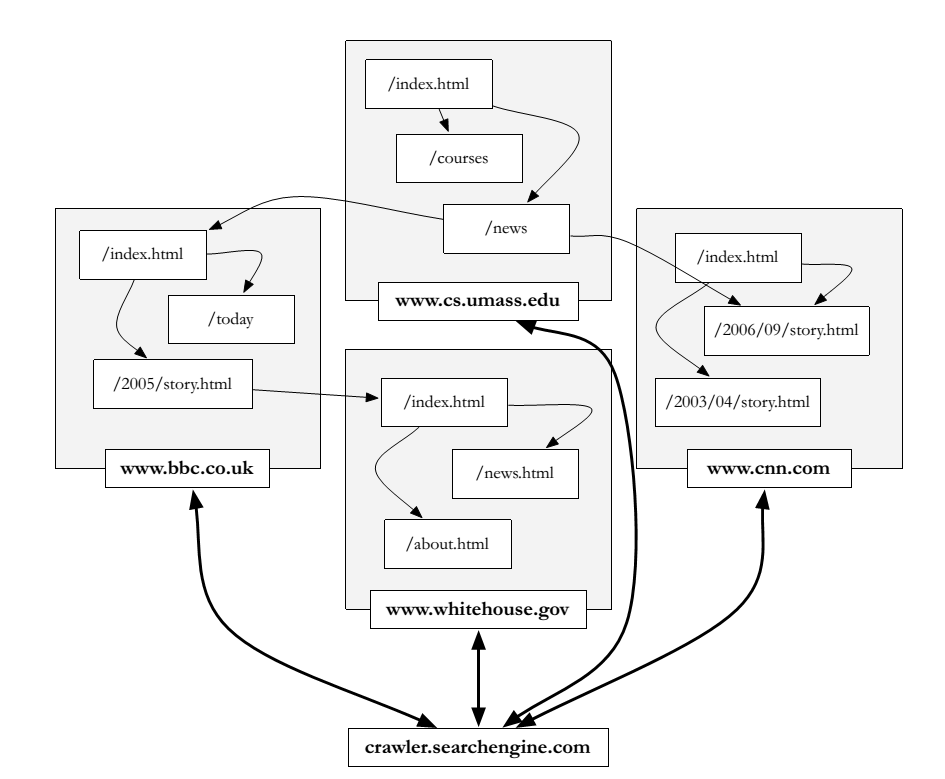 /index.html
/courses
/news
www.cs.umass.edu
/index.html
/today
/2005/story.html
www.bbc.co.uk
/index.html
/2006/09/story.html
/2003/04/story.html
www.cnn.com
/index.html
/news.html
/about.html
www.whitehouse.gov
crawler.searchengine.com